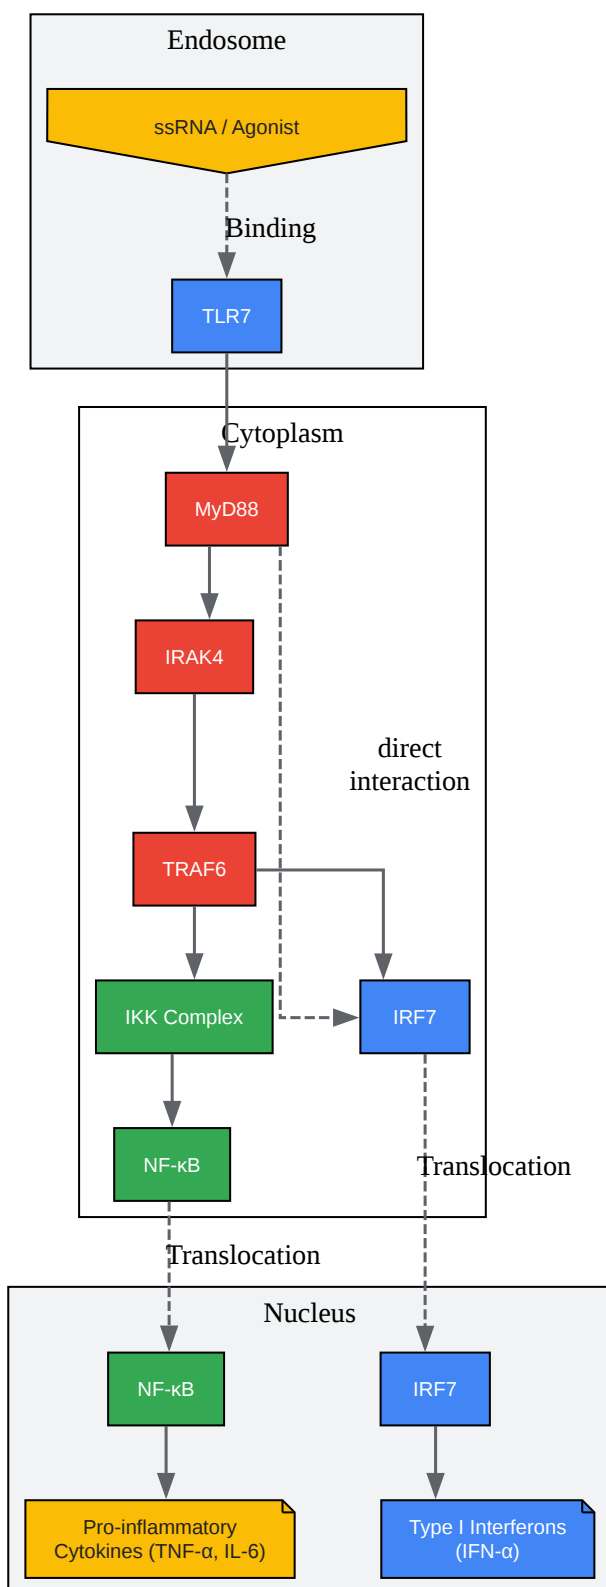 Endosome
ssRNA / Agonist
Binding
TLR7
Cytoplasm
MyD88
IRAK4
direct
interaction
TRAF6
IKK Complex
IRF7
NF-κB
Translocation
Translocation
Nucleus
NF-κB
IRF7
Pro-inflammatory
Cytokines (TNF-α, IL-6)
Type I Interferons
(IFN-α)